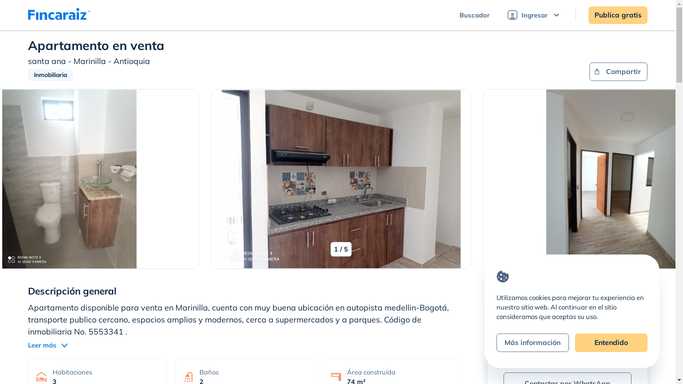 Fincaraiz
Buscador
Ingresar
Publica gratis
Apartamento en venta
santa ana - Marinilla - Antioquia
Inmobiliaria
Compartir
1 / 5
Descripción general
Apartamento disponible para venta en Marinilla, cuenta con muy buena ubicación en autopista medellin-Bogotá,
transporte publico cercano, espacios amplios y modernos, cerca a supermercados y a parques. Código de
inmobiliaria No. 5553341 .
Leer más
Habitaciones
3
Baños
2
Área construida
74 m²
Utilizamos cookies para mejorar tu experiencia en
nuestro sitio web. Al continuar en el sitio
consideramos que aceptas su uso.
Más información
Entendido
Contactar por WhatsApp